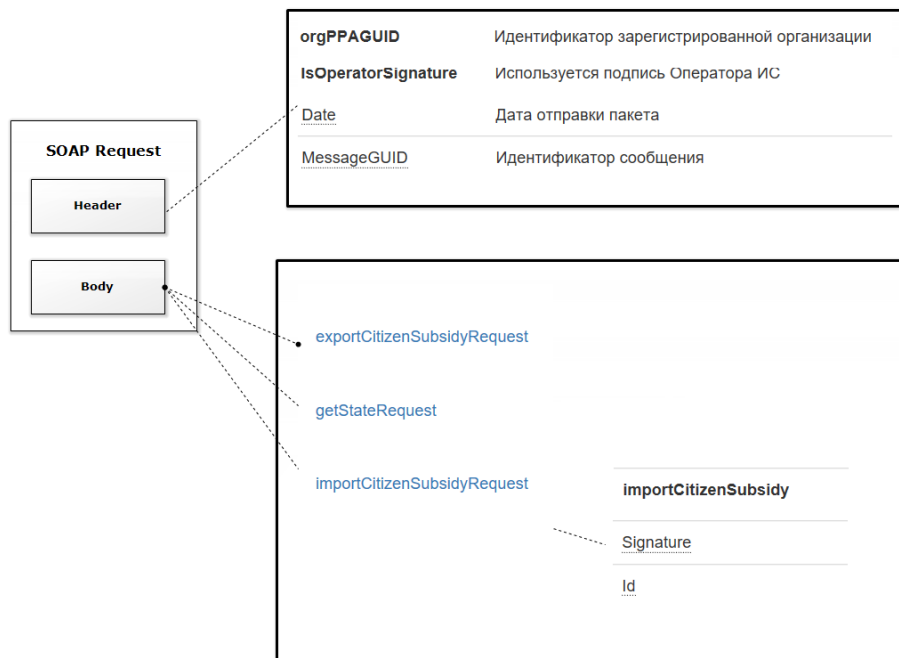 orgPPAGUID Идентификатор зарегистрированной организации
IsOperatorSignature Используется подпись Оператора ИС
Date Дата отправки пакета
MessageGUID Идентификатор сообщения
SOAP Request
Header
Body
exportCitizenSubsidyRequest
getStateRequest
importCitizenSubsidyRequest
importCitizenSubsidy
Signature
Id